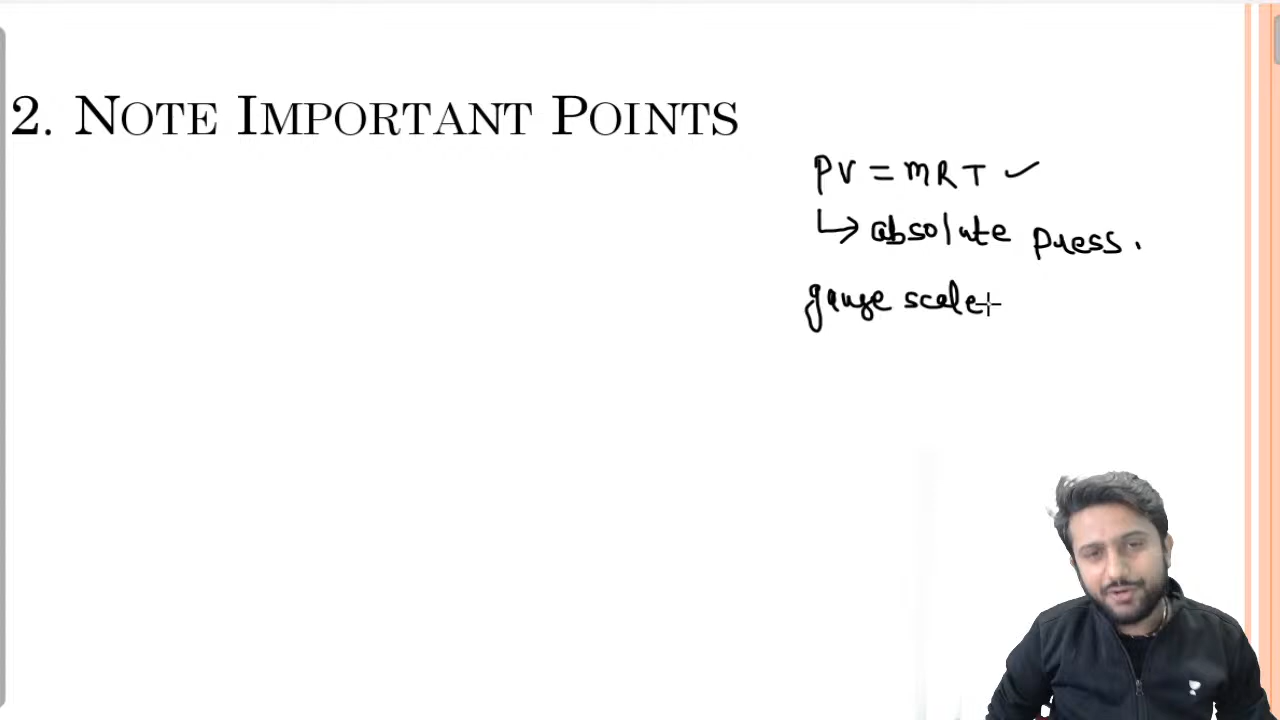 2. NOTE IMPORTANT POINTS
PV = mRT ✓
↳ absolute press.
gauge scale